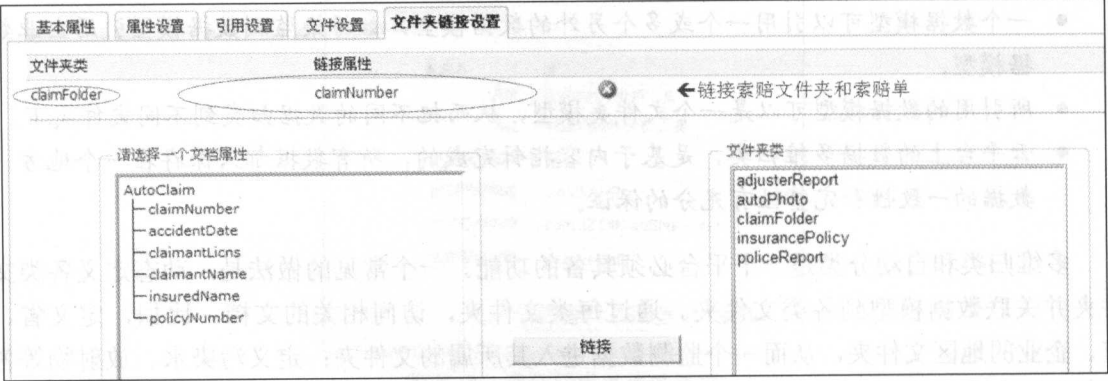 基本属性 属性设置 引用设置 文件设置 文件夹链接设置
文件夹类 链接属性
claimFolder claimNumber ←链接索赔文件夹和索赔单
请选择一个文档属性 文件夹类
AutoClaim
claimNumber
accidentDate
claimantLicns
claimantName
insuredName
policyNumber
adjusterReport
autoPhoto
claimFolder
insurancePolicy
policeReport
链接